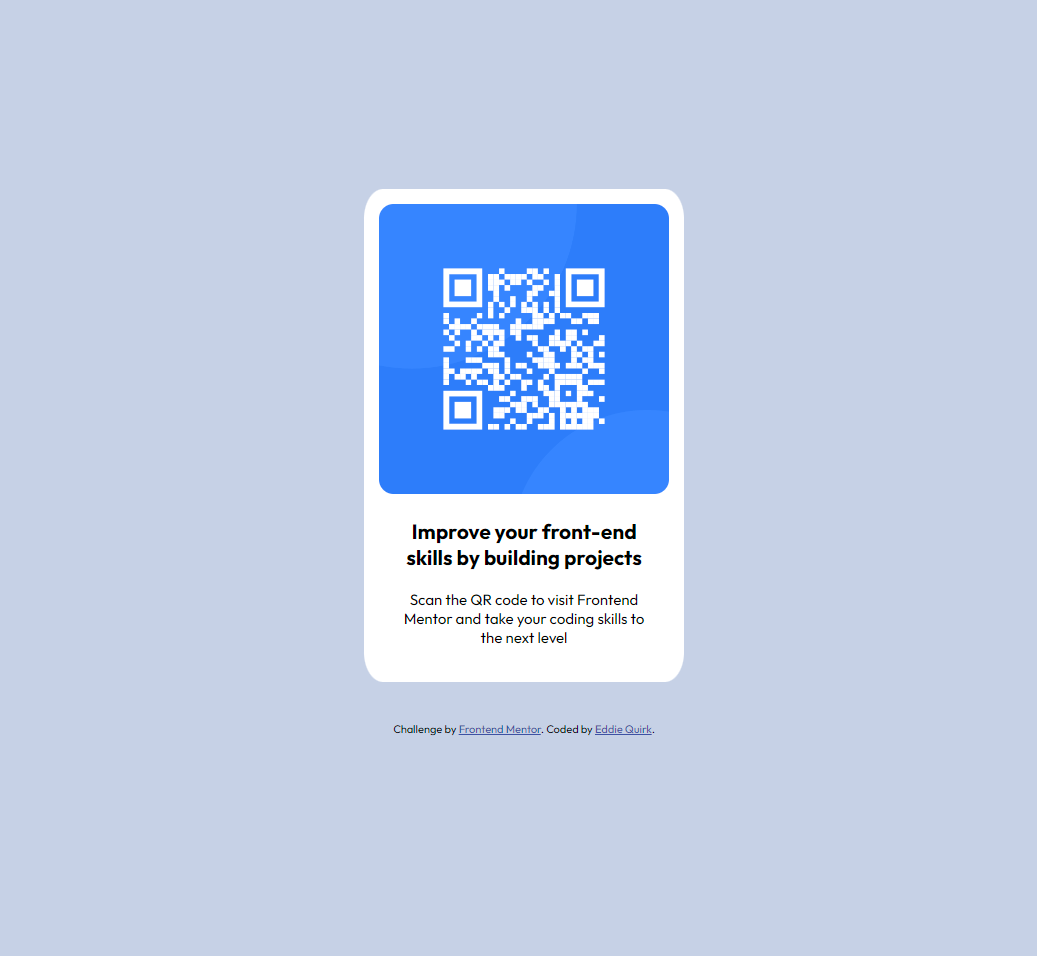 Improve your front-end
skills by building projects
Scan the QR code to visit Frontend
Mentor and take your coding skills to
the next level
Challenge by Frontend Mentor. Coded by Eddie Quirk.